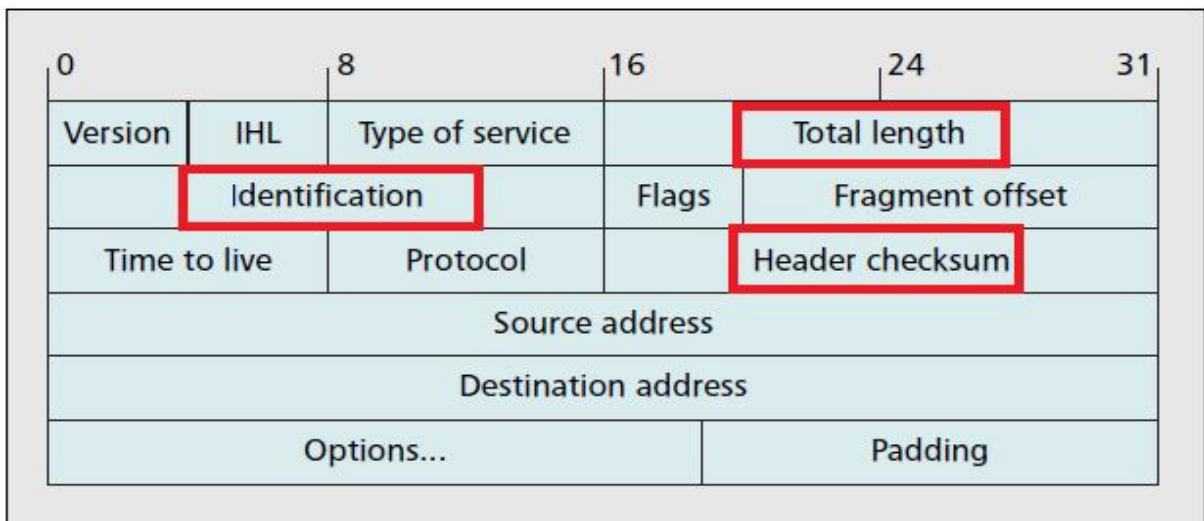 0 8 16 24 31
Version IHL Type of service Total length
Identification Flags Fragment offset
Time to live Protocol Header checksum
Source address
Destination address
Options... Padding